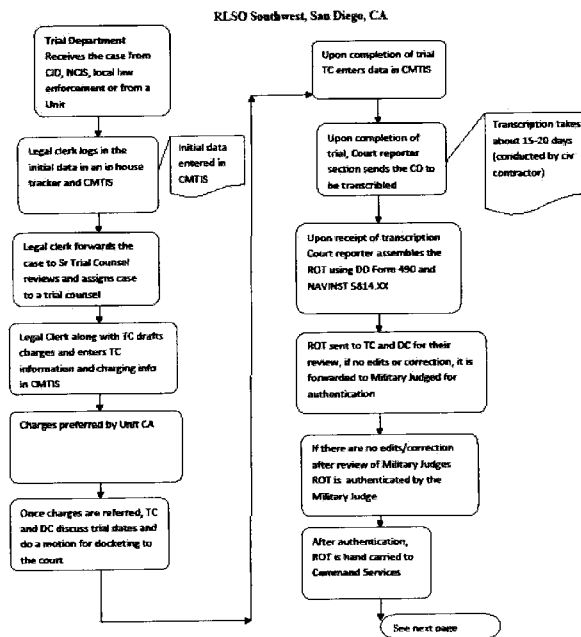 RLSO Southwest, San Diego, CA
Trial Department
Receives the case from
CID, NCIS, local law
enforcement or from a
Unit
Legal clerk logs in the
initial data in an in house
tracker and CMTIS
Initial data
entered in
CMTIS
Legal clerk forwards the
case to Sr Trial Counsel
reviews and assigns case
to a trial counsel
Legal Clerk along with TC drafts
charges and enters TC
information and charging info
in CMTIS
Charges preferred by Unit CA
Once charges are referred, TC
and DC discuss trial dates and
do a motion for docketing to
the court
Upon completion of trial
TC enters data in CMTIS
Upon completion of
trial, Court reporter
section sends the CD to
be transcribled
Transcription takes
about 15-20 days
(conducted by civ
contractor)
Upon receipt of transcription
Court reporter assembles the
ROT using DD Form 490 and
NAVINST 5814.XX
ROT sent to TC and DC for their
review, if no edits or correction, it is
forwarded to Military Judged for
authentication
If there are no edits/correction
after review of Military Judges
ROT is authenticated by the
Military Judge
After authentication,
ROT is hand carried to
Command Services
See next page